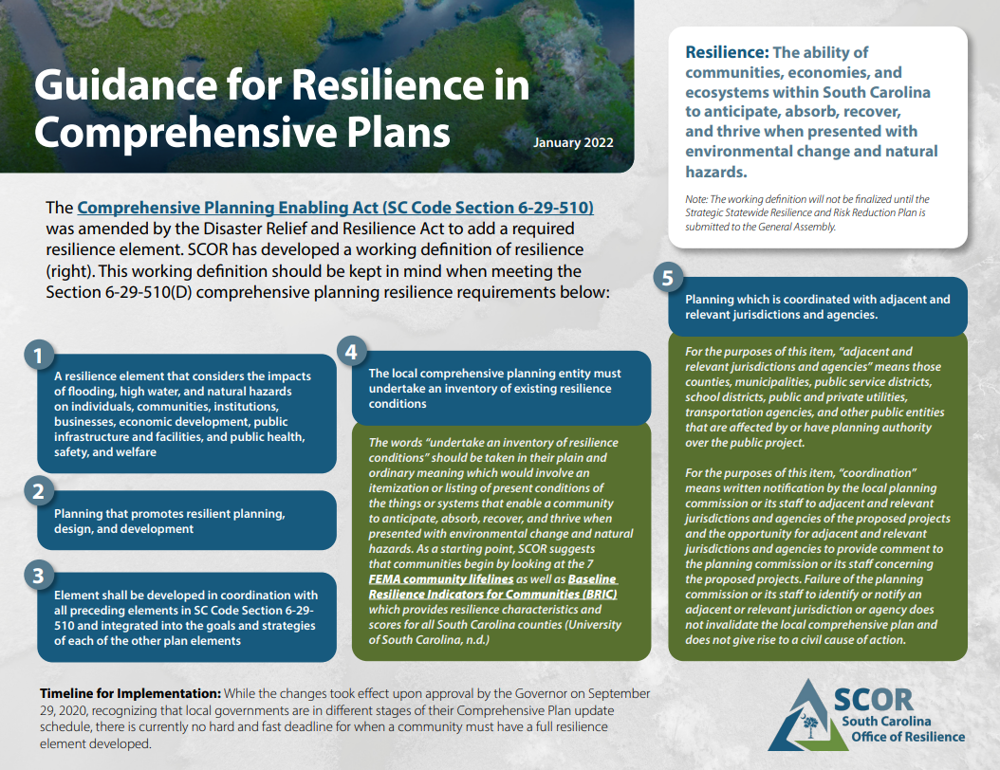 Guidance for Resilience in
Comprehensive Plans
January 2022
Resilience: The ability of
communities, economies, and
ecosystems within South Carolina
to anticipate, absorb, recover,
and thrive when presented with
environmental change and natural
hazards.
Note: The working definition will not be finalized until the
Strategic Statewide Resilience and Risk Reduction Plan is
submitted to the General Assembly.
The Comprehensive Planning Enabling Act (SC Code Section 6-29-510)
was amended by the Disaster Relief and Resilience Act to add a required
resilience element. SCOR has developed a working definition of resilience
(right). This working definition should be kept in mind when meeting the
Section 6-29-510(D) comprehensive planning resilience requirements below:
1
A resilience element that considers the impacts
of flooding, high water, and natural hazards
on individuals, communities, institutions,
businesses, economic development, public
infrastructure and facilities, and public health,
safety, and welfare
2
Planning that promotes resilient planning,
design, and development
3
Element shall be developed in coordination with
all preceding elements in SC Code Section 6-29-
510 and integrated into the goals and strategies
of each of the other plan elements
4
The local comprehensive planning entity must
undertake an inventory of existing resilience
conditions
The words “undertake an inventory of resilience
conditions” should be taken in their plain and
ordinary meaning which would involve an
itemization or listing of present conditions of
the things or systems that enable a community
to anticipate, absorb, recover, and thrive when
presented with environmental change and natural
hazards. As a starting point, SCOR suggests
that communities begin by looking at the 7
FEMA community lifelines as well as Baseline
Resilience Indicators for Communities (BRIC)
which provides resilience characteristics and
scores for all South Carolina counties (University
of South Carolina, n.d.)
5
Planning which is coordinated with adjacent and
relevant jurisdictions and agencies.
For the purposes of this item, “adjacent and
relevant jurisdictions and agencies” means those
counties, municipalities, public service districts,
school districts, public and private utilities,
transportation agencies, and other public entities
that are affected by or have planning authority
over the public project.
For the purposes of this item, “coordination”
means written notification by the local planning
commission or its staff to adjacent and relevant
jurisdictions and agencies of the proposed projects
and the opportunity for adjacent and relevant
jurisdictions and agencies to provide comment to
the planning commission or its staff concerning
the proposed projects. Failure of the planning
commission or its staff to identify or notify an
adjacent or relevant jurisdiction or agency does
not invalidate the local comprehensive plan and
does not give rise to a civil cause of action.
Timeline for Implementation: While the changes took effect upon approval by the Governor on September
29, 2020, recognizing that local governments are in different stages of their Comprehensive Plan update
schedule, there is currently no hard and fast deadline for when a community must have a full resilience
element developed.
SCOR
South Carolina
Office of Resilience